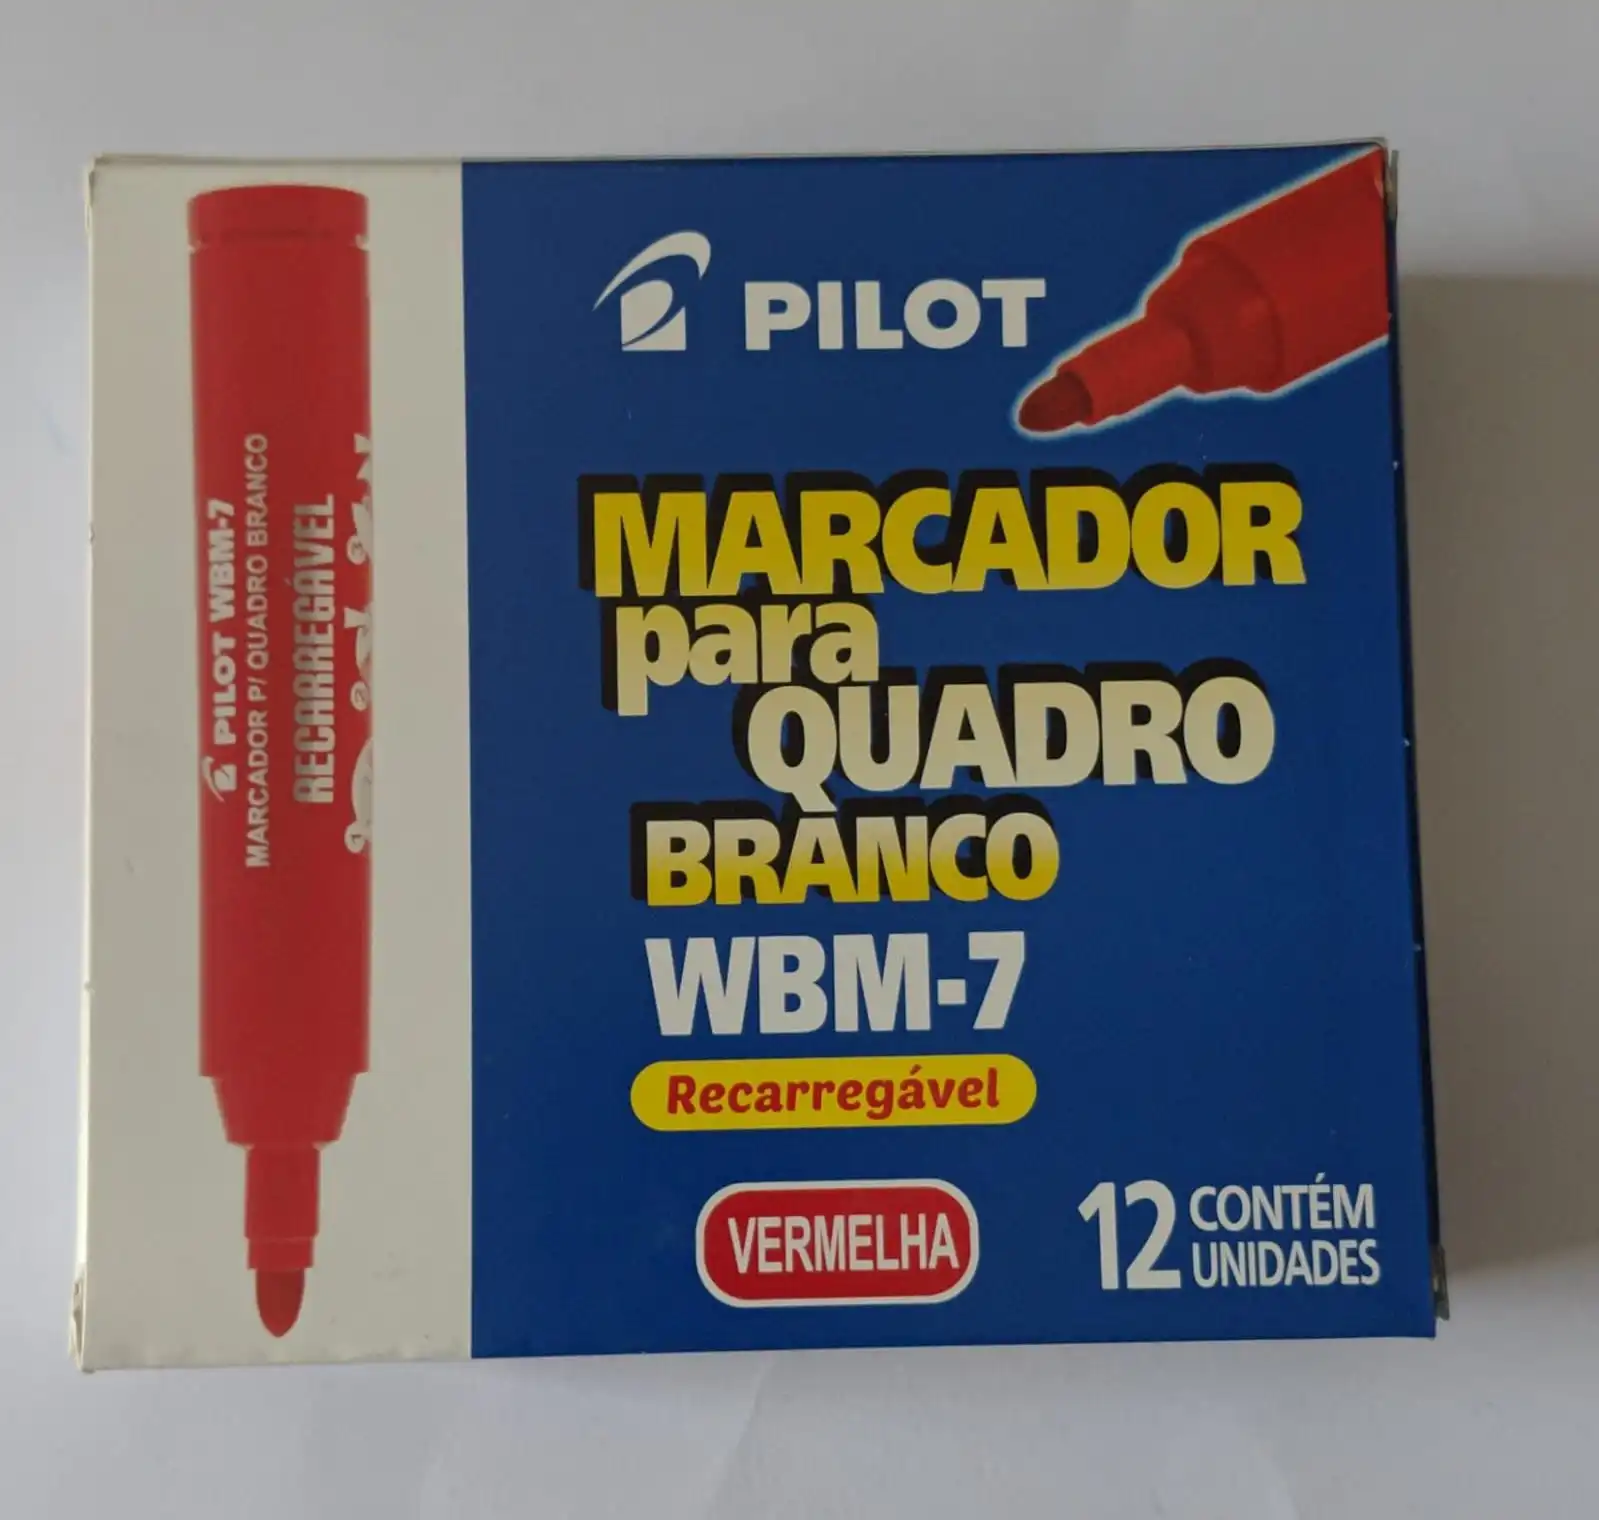 PILOT
MARCADOR
para
QUADRO
BRANCO
WBM-7
Recarregável
VERMELHA
12 CONTÉM
UNIDADES
PILOT WBM-7
MARCADOR P/ QUADRO BRANCO
RECARREGÁVEL